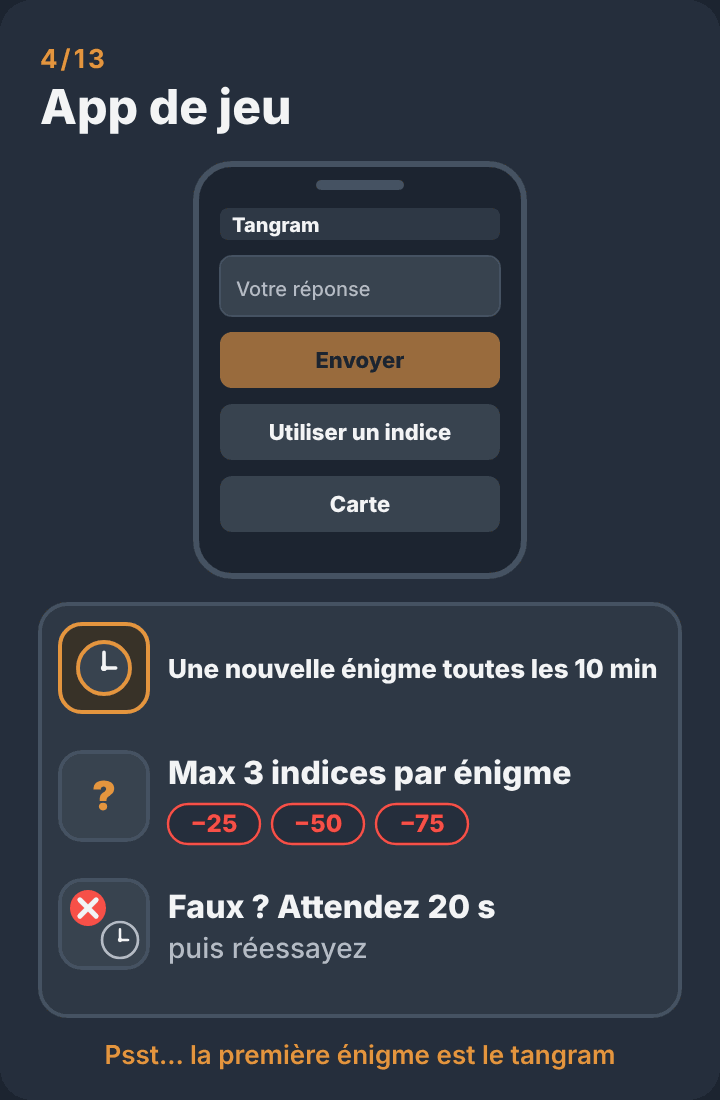 4/13
App de jeu
Tangram
Votre réponse
Envoyer
Utiliser un indice
Carte
Une nouvelle énigme toutes les 10 min
?
Max 3 indices par énigme
−25 −50 −75
Faux ? Attendez 20 s
puis réessayez
Psst... la première énigme est le tangram